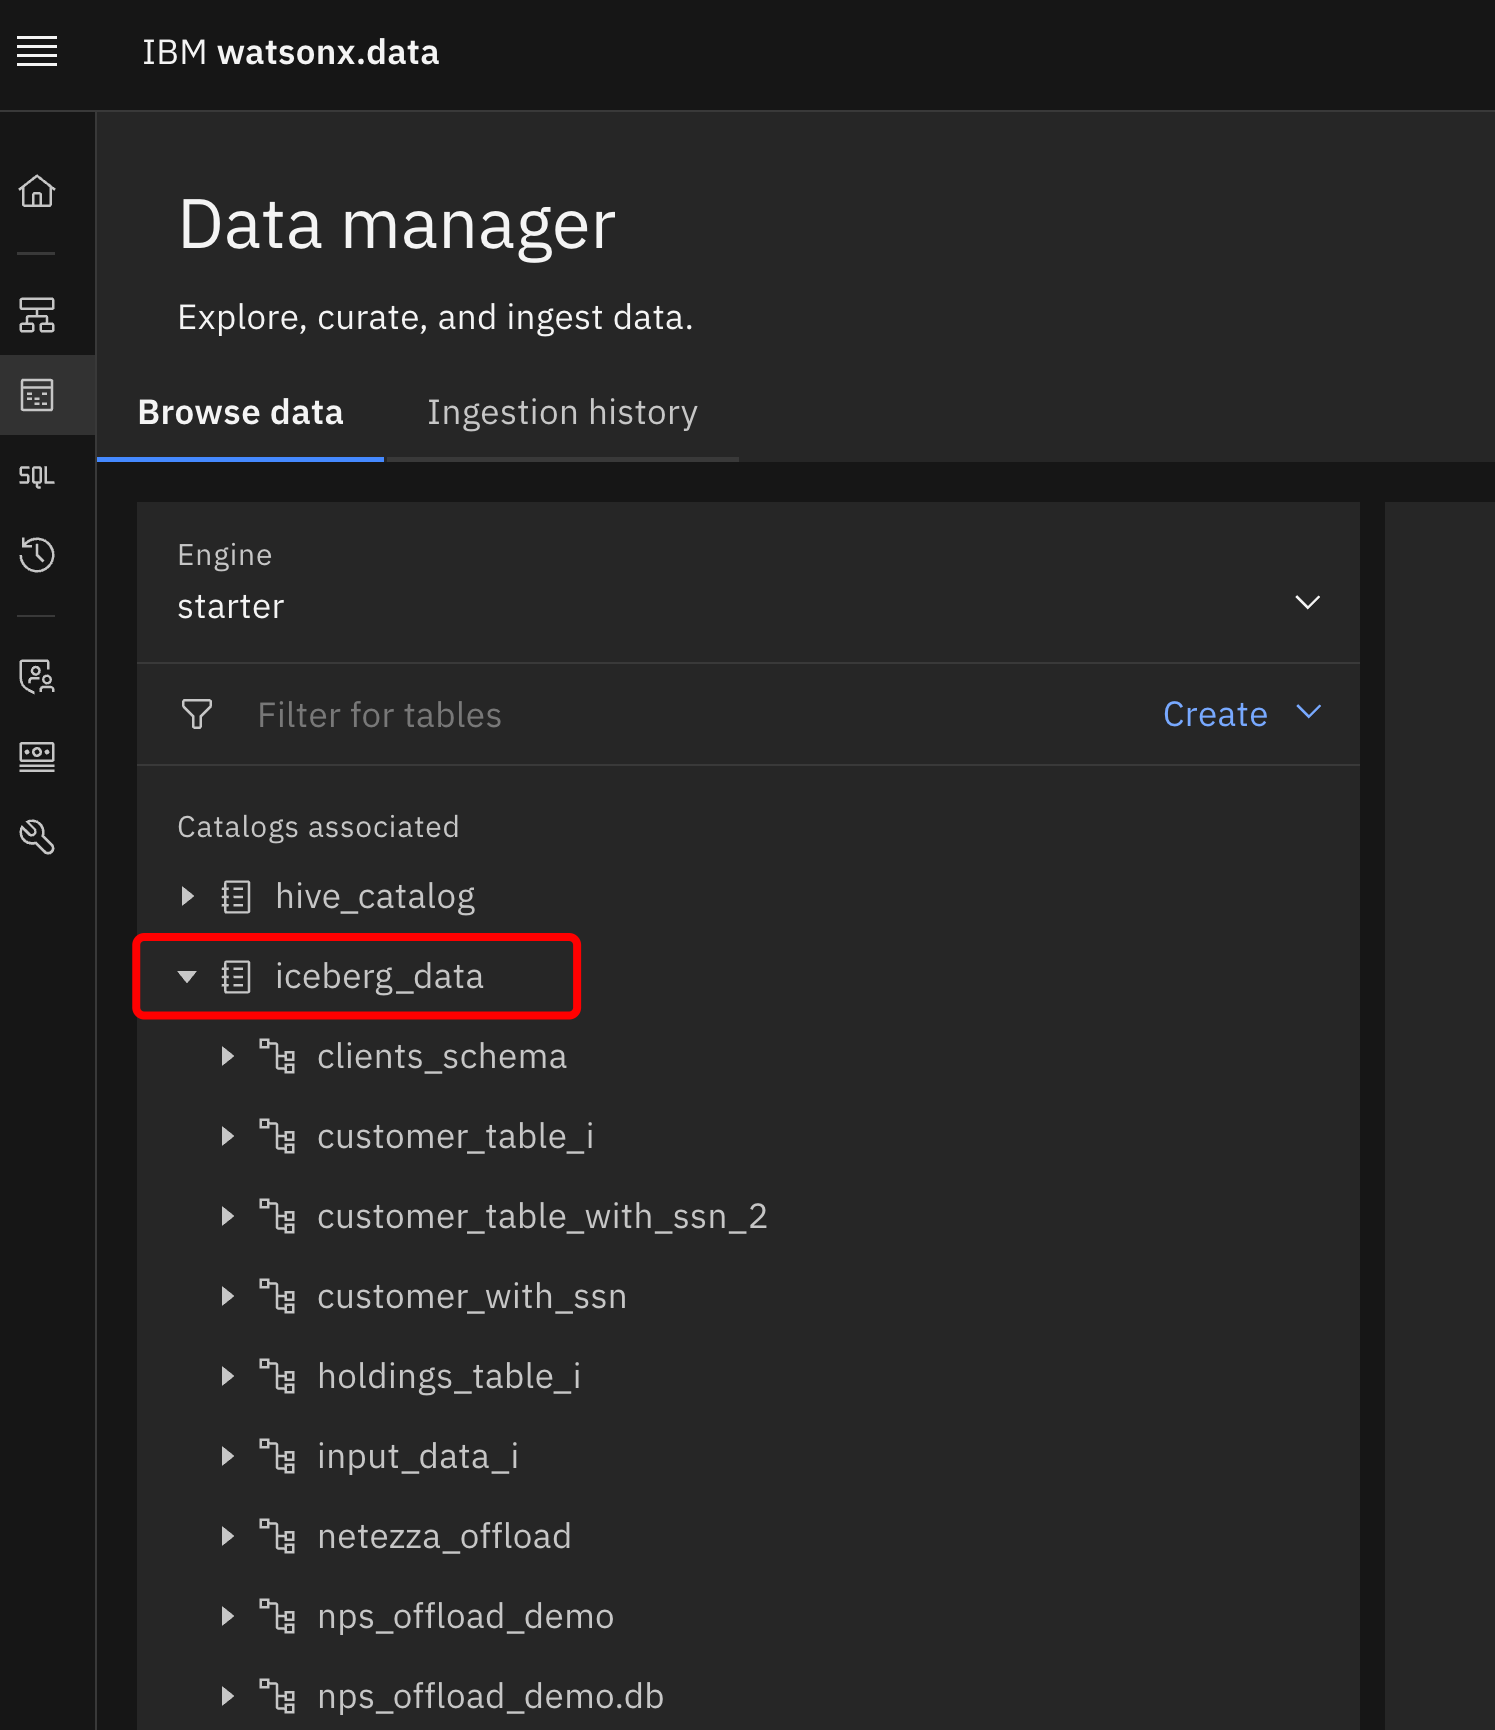 IBM watsonx.data
Data manager
Explore, curate, and ingest data.
Browse data
Ingestion history
SQL
Engine
starter
Filter for tables
Create
Catalogs associated
hive_catalog
iceberg_data
clients_schema
customer_table_i
customer_table_with_ssn_2
customer_with_ssn
holdings_table_i
input_data_i
netezza_offload
nps_offload_demo
nps_offload_demo.db